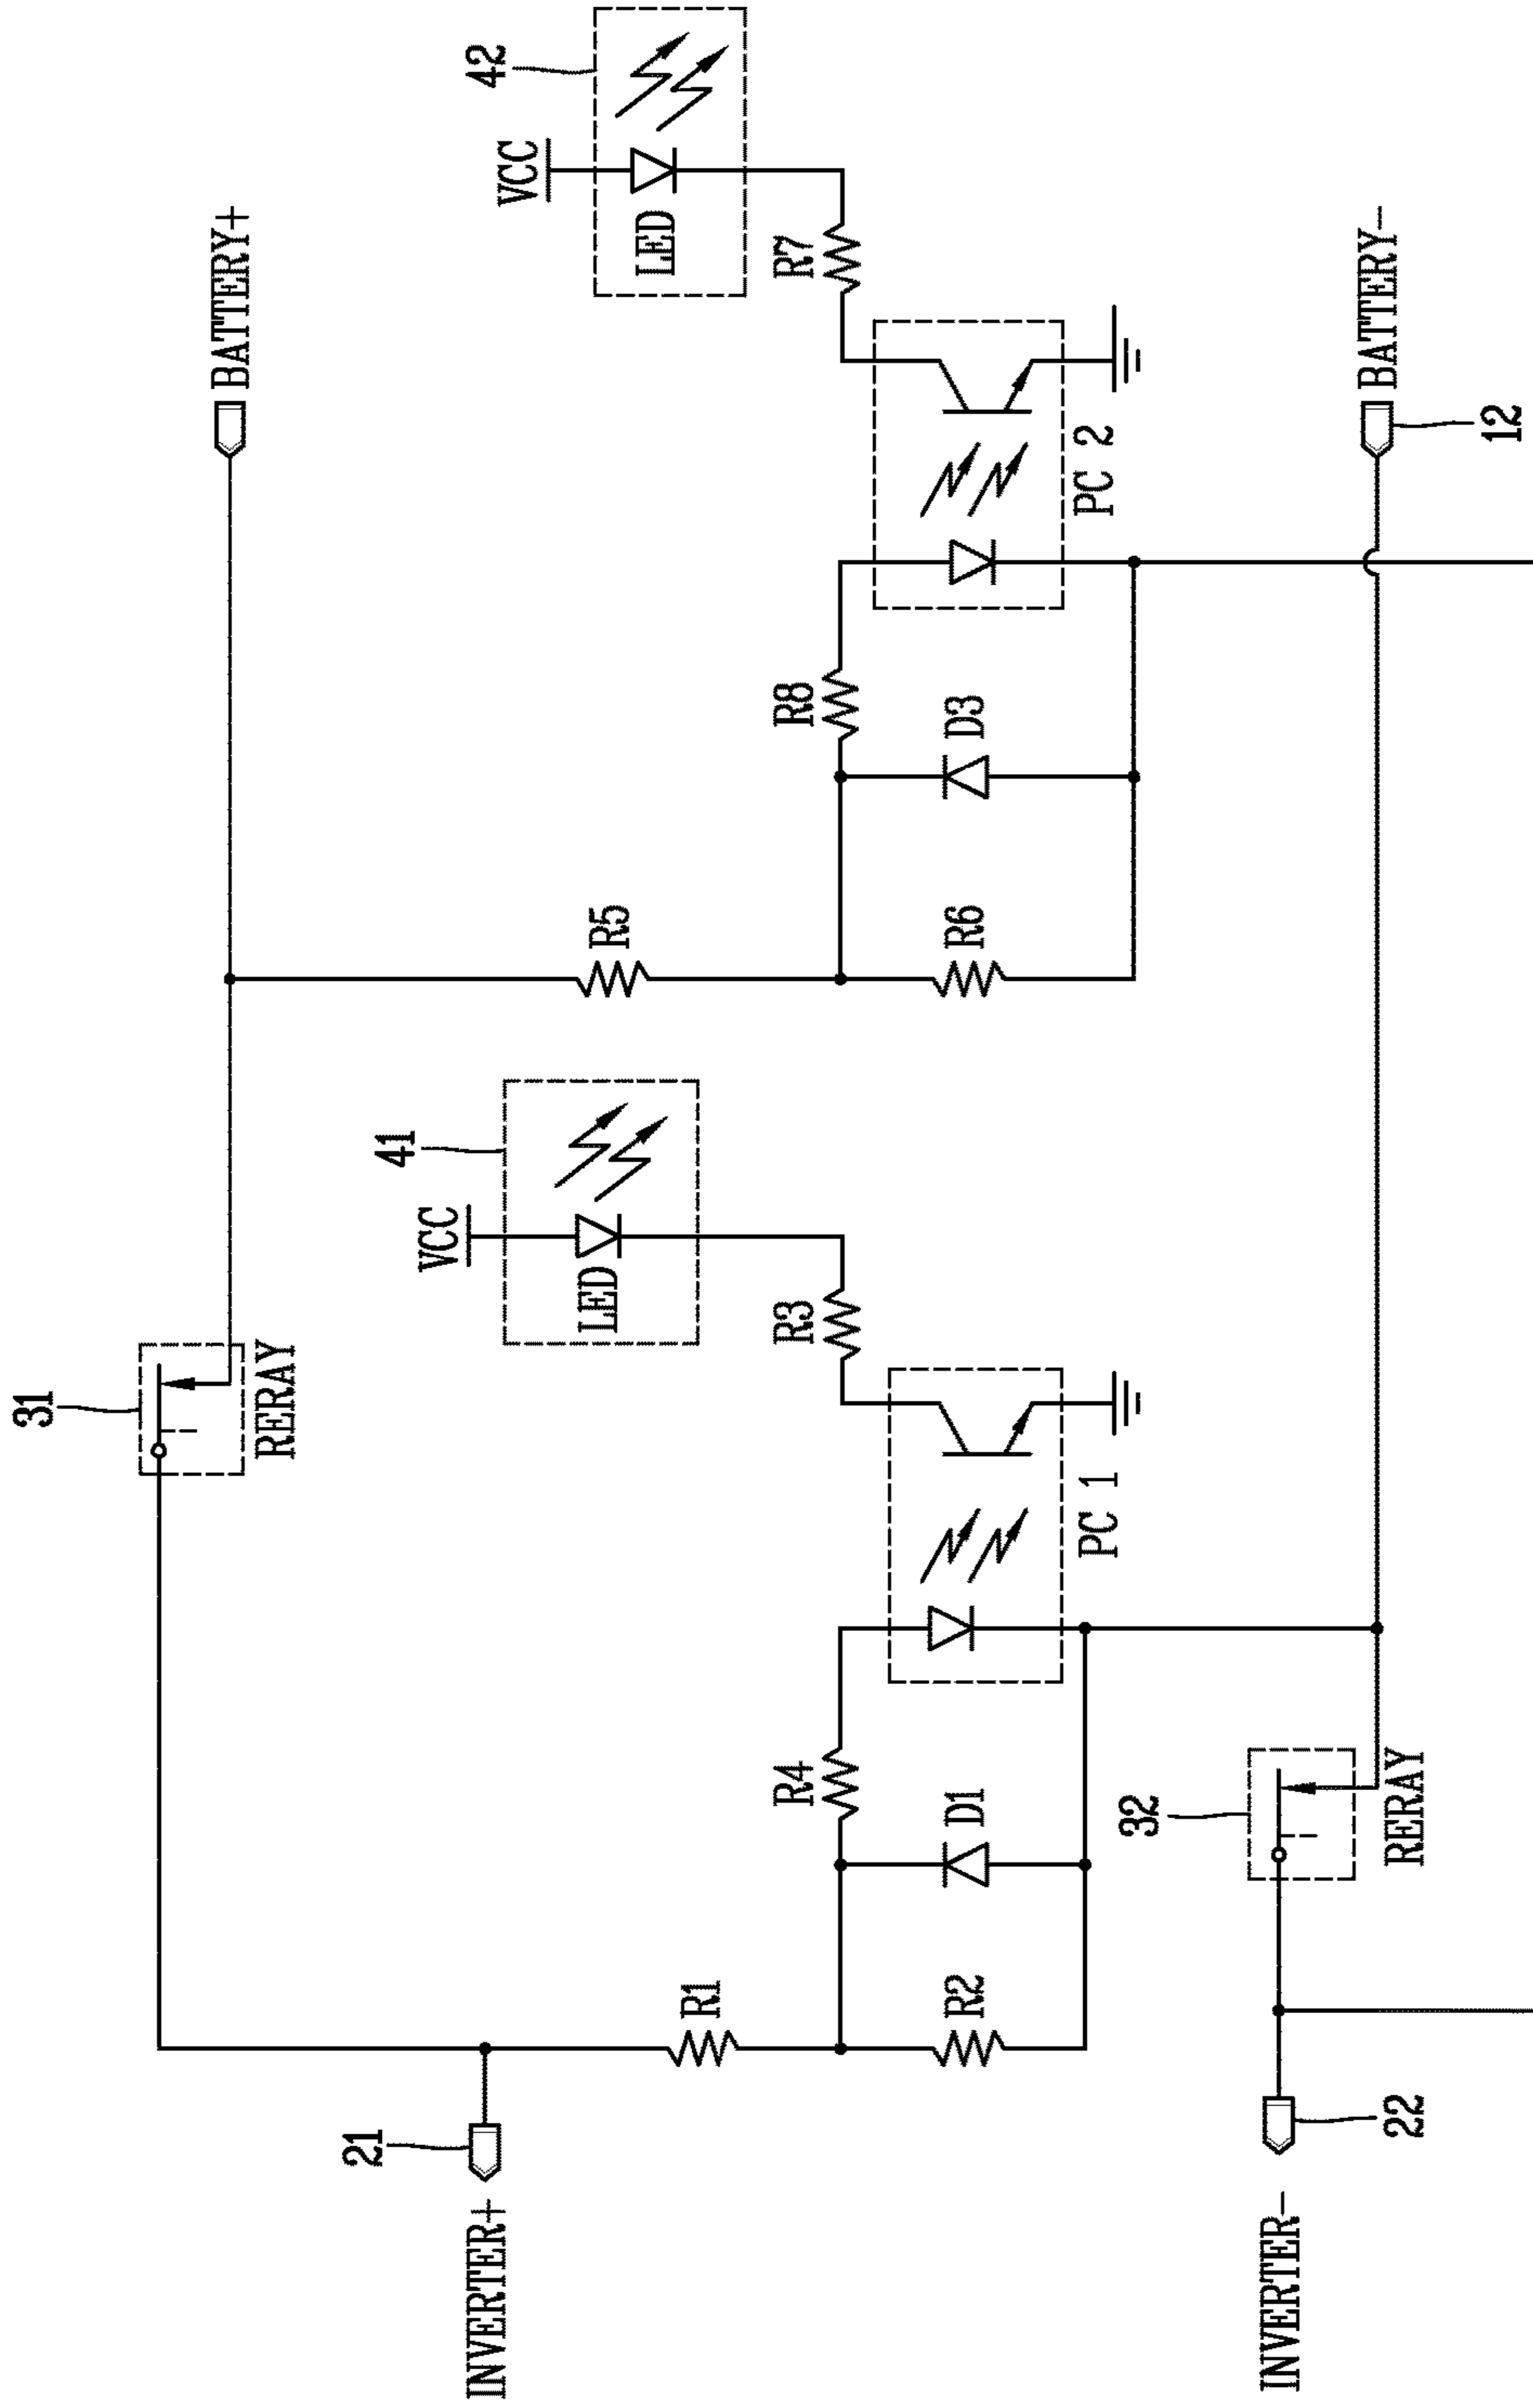 42
VCC
LED
R7
BATTERY+
PC 2
BATTERY-
12
R8
D3
R5
R6
41
VCC
LED
R3
31
RERAY
PC 1
R4
D1
32
RERAY
R1
R2
21
INVERTER+
22
INVERTER-